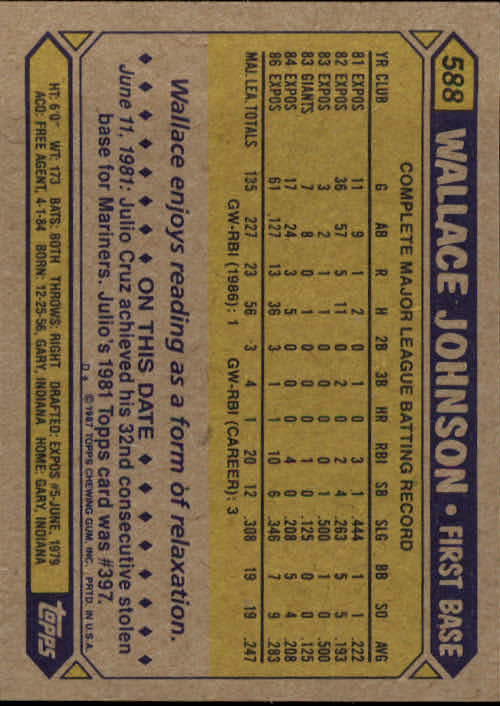 588 WALLACE JOHNSON • FIRST BASE
COMPLETE MAJOR LEAGUE BATTING RECORD
YR CLUB G AB R H 2B 3B HR RBI SB SLG BB SO AVG
81 EXPOS 11 9 1 2 0 1 0 3 1 .444 1 1 .222
82 EXPOS 36 57 5 11 0 2 0 2 4 .263 5 5 .193
83 EXPOS 3 2 1 1 0 0 0 0 1 .500 1 0 .500
83 GIANTS 7 8 0 1 0 0 0 1 0 .125 0 0 .125
84 EXPOS 17 24 3 5 0 0 0 4 0 .208 5 4 .208
86 EXPOS 61 127 13 36 3 1 1 10 6 .346 7 9 .283
MAJ. LEA. TOTALS 135 227 23 56 3 4 1 20 12 .308 19 19 .247
GW-RBI (1986): 1 GW-RBI (CAREER): 3
Wallace enjoys reading as a form of relaxation.
♦ ♦ ♦ ♦ ♦ ♦ ♦ ON THIS DATE ♦ ♦ ♦ ♦ ♦ ♦ ♦
June 11, 1981: Julio Cruz achieved his 32nd consecutive stolen
base for Mariners. Julio's 1981 Topps card was #397.
D* © 1987 TOPPS CHEWING GUM, INC. PRTD. IN U.S.A.
HT: 6'0" WT: 173 BATS: BOTH THROWS: RIGHT DRAFTED: EXPOS #5-JUNE, 1979
ACQ: FREE AGENT, 4-1-84 BORN: 12-25-56, GARY, INDIANA HOME: GARY, INDIANA
topps